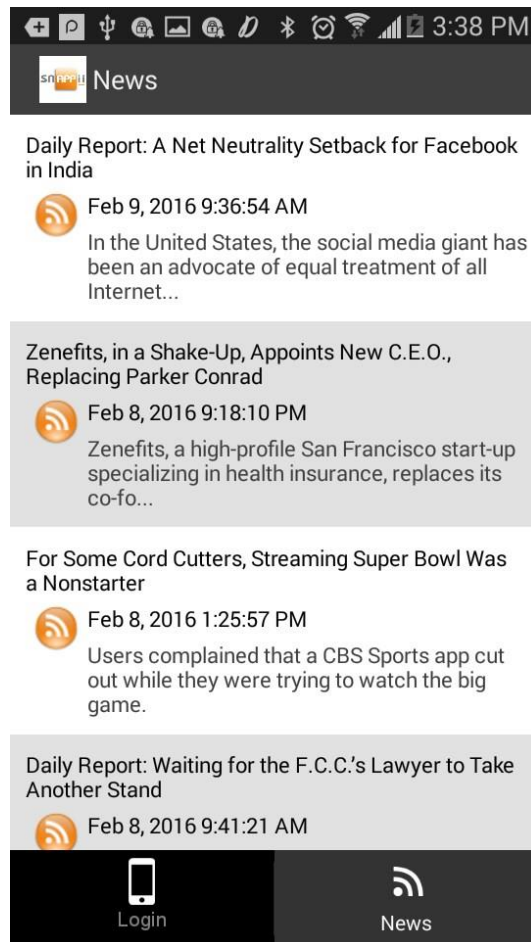 3:38 PM
snappii News
Daily Report: A Net Neutrality Setback for Facebook
in India
Feb 9, 2016 9:36:54 AM
In the United States, the social media giant has
been an advocate of equal treatment of all
Internet...
Zenefits, in a Shake-Up, Appoints New C.E.O.,
Replacing Parker Conrad
Feb 8, 2016 9:18:10 PM
Zenefits, a high-profile San Francisco start-up
specializing in health insurance, replaces its
co-fo...
For Some Cord Cutters, Streaming Super Bowl Was
a Nonstarter
Feb 8, 2016 1:25:57 PM
Users complained that a CBS Sports app cut
out while they were trying to watch the big
game.
Daily Report: Waiting for the F.C.C.'s Lawyer to Take
Another Stand
Feb 8, 2016 9:41:21 AM
Login
News